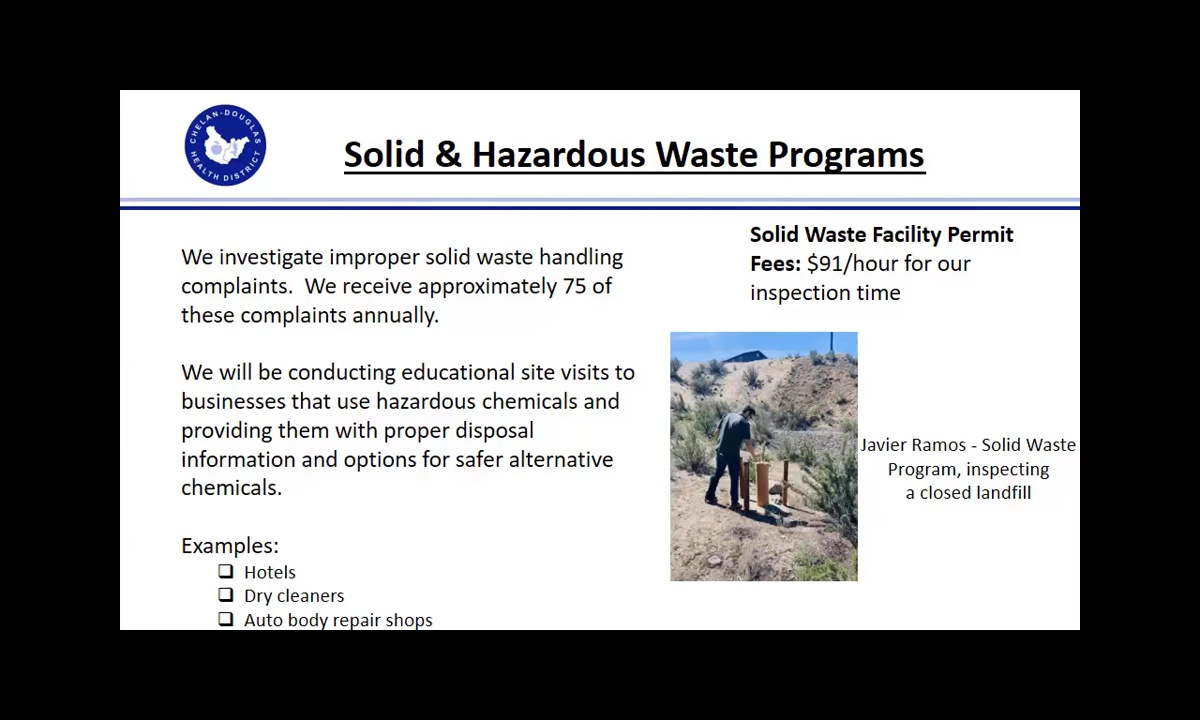 CHELAN-DOUGLAS
HEALTH DISTRICT
Solid & Hazardous Waste Programs
We investigate improper solid waste handling
complaints.  We receive approximately 75 of
these complaints annually.
We will be conducting educational site visits to
businesses that use hazardous chemicals and
providing them with proper disposal
information and options for safer alternative
chemicals.
Examples:
❑ Hotels
❑ Dry cleaners
❑ Auto body repair shops
Solid Waste Facility Permit
Fees: $91/hour for our
inspection time
Javier Ramos - Solid Waste
Program, inspecting
a closed landfill